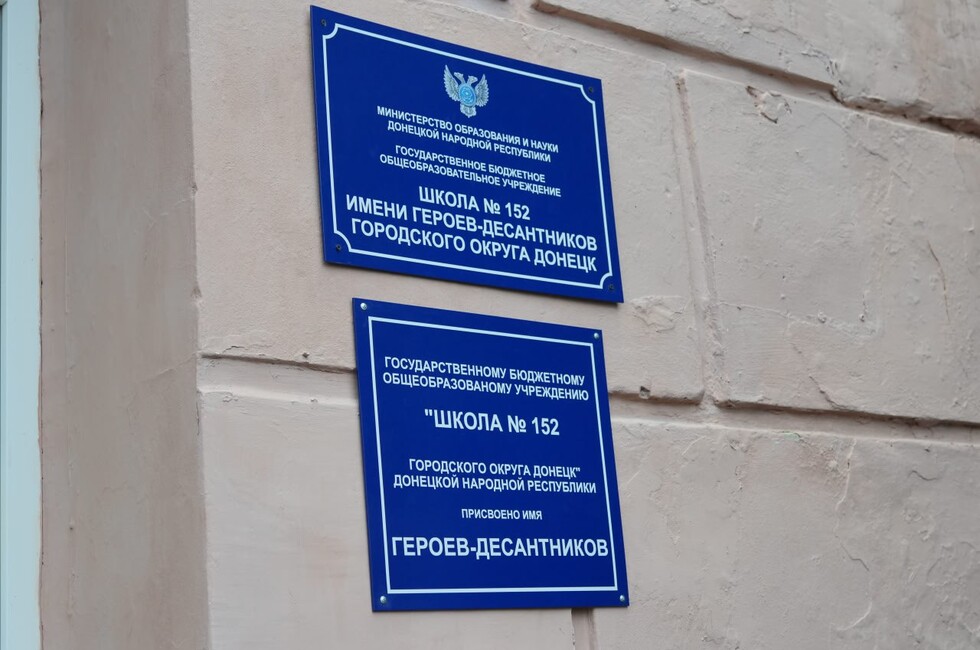 МИНИСТЕРСТВО ОБРАЗОВАНИЯ И НАУКИ
ДОНЕЦКОЙ НАРОДНОЙ РЕСПУБЛИКИ
ГОСУДАРСТВЕННОЕ БЮДЖЕТНОЕ
ОБЩЕОБРАЗОВАТЕЛЬНОЕ УЧРЕЖДЕНИЕ
ШКОЛА № 152
ИМЕНИ ГЕРОЕВ-ДЕСАНТНИКОВ
ГОРОДСКОГО ОКРУГА ДОНЕЦК
ГОСУДАРСТВЕННОМУ БЮДЖЕТНОМУ
ОБЩЕОБРАЗОВАНОМУ УЧРЕЖДЕНИЮ
"ШКОЛА № 152
ГОРОДСКОГО ОКРУГА ДОНЕЦК"
ДОНЕЦКОЙ НАРОДНОЙ РЕСПУБЛИКИ
ПРИСВОЕНО ИМЯ
ГЕРОЕВ-ДЕСАНТНИКОВ